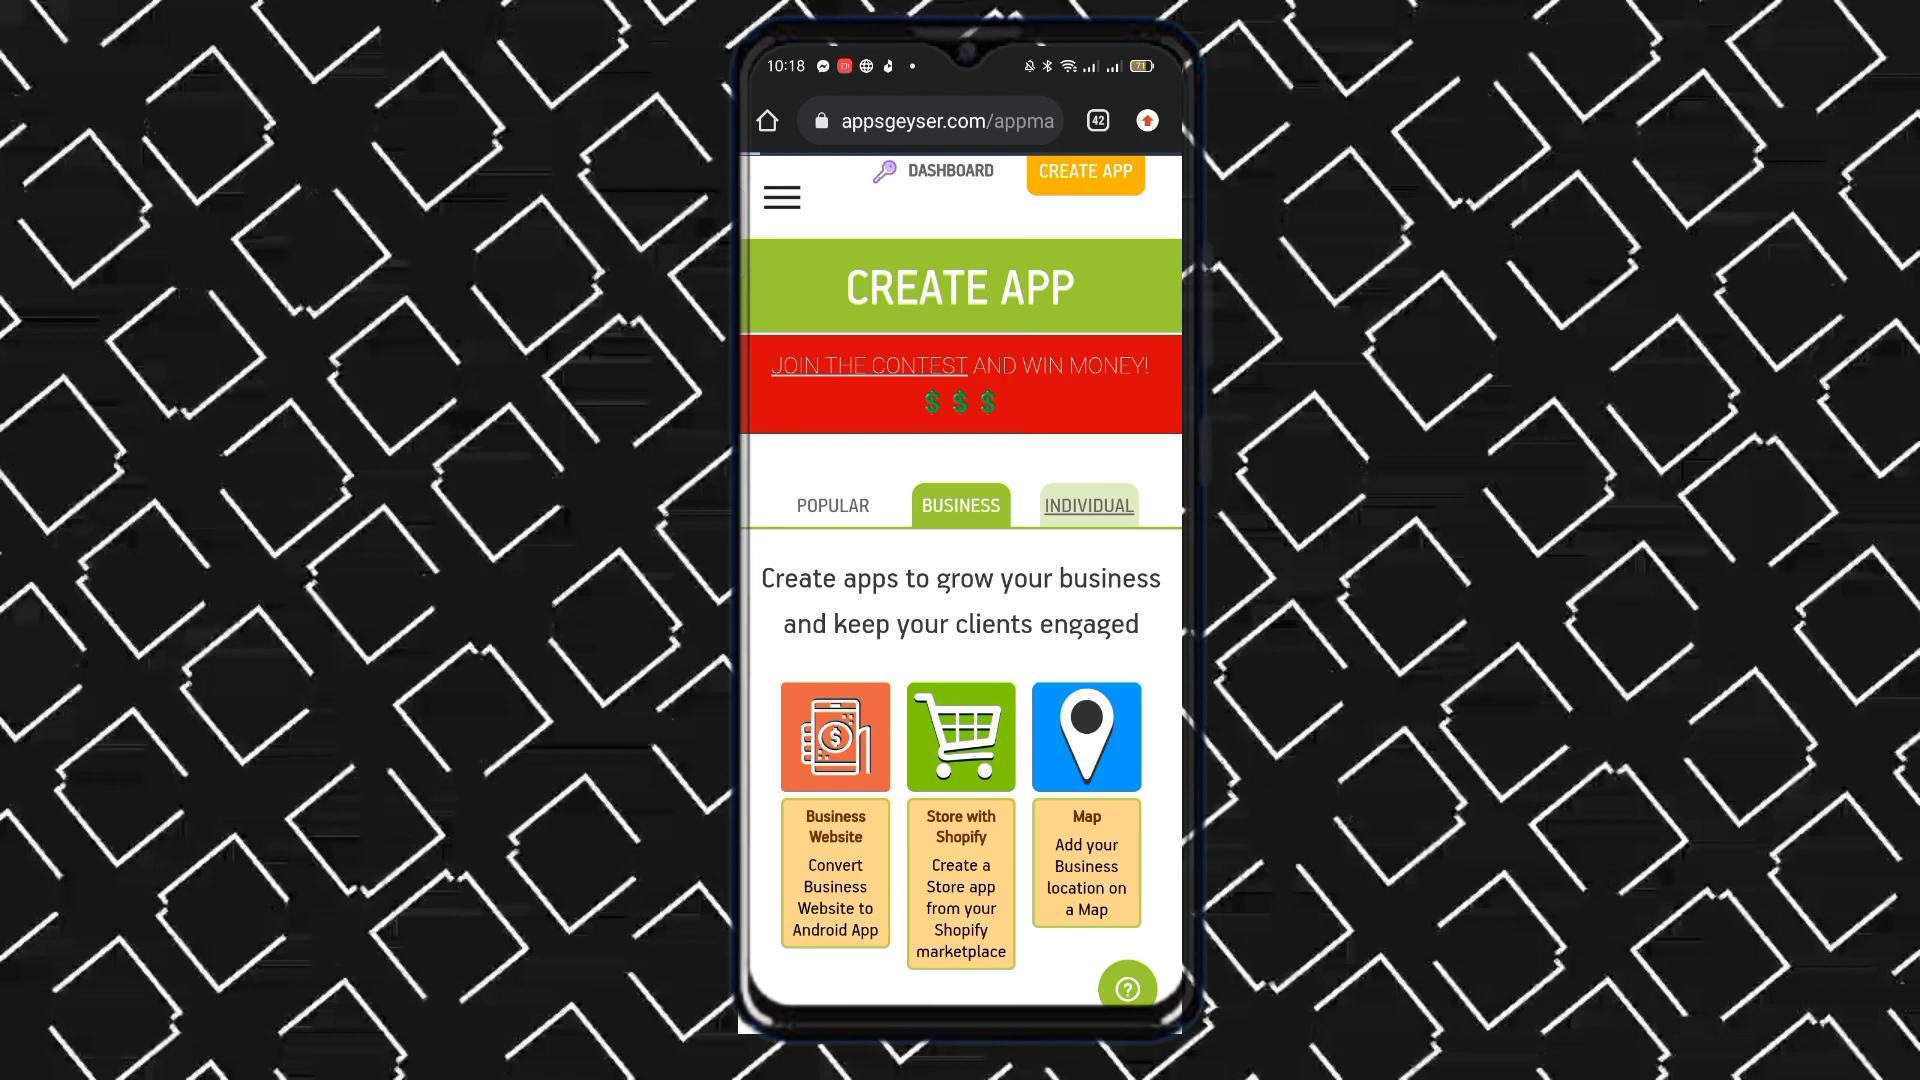 10:18
71
appsgeyser.com/appma
42
DASHBOARD
CREATE APP
CREATE APP
JOIN THE CONTEST AND WIN MONEY!
$ $ $
POPULAR
BUSINESS
INDIVIDUAL
Create apps to grow your business
and keep your clients engaged
$
Business
Website
Convert
Business
Website to
Android App
Store with
Shopify
Create a
Store app
from your
Shopify
marketplace
Map
Add your
Business
location on
a Map
?